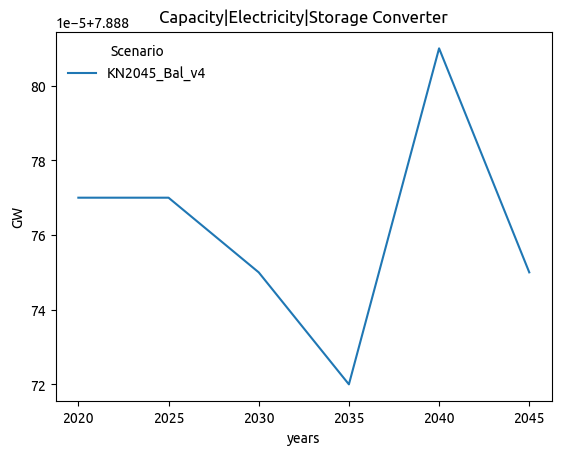 Capacity|Electricity|Storage Converter
1e−5+7.888
Scenario
KN2045_Bal_v4
80
78
76
74
72
GW
2020 2025 2030 2035 2040 2045
years